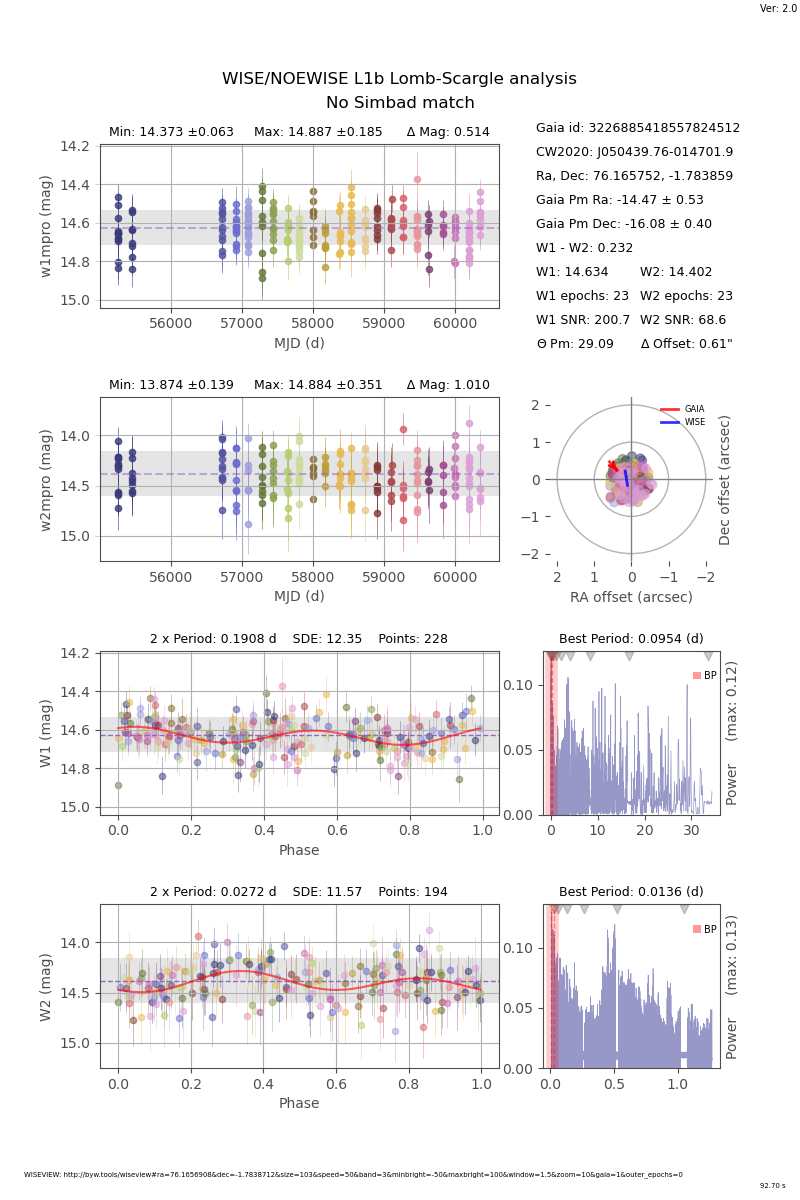 Ver: 2.0
WISE/NOEWISE L1b Lomb-Scargle analysis
No Simbad match
Min: 14.373 ±0.063 Max: 14.887 ±0.185 Δ Mag: 0.514
14.2
14.4
14.6
14.8
15.0
w1mpro (mag)
56000 57000 58000 59000 60000
MJD (d)
Gaia id: 3226885418557824512
CW2020: J050439.76-014701.9
Ra, Dec: 76.165752, -1.783859
Gaia Pm Ra: -14.47 ± 0.53
Gaia Pm Dec: -16.08 ± 0.40
W1 - W2: 0.232
W1: 14.634 W2: 14.402
W1 epochs: 23 W2 epochs: 23
W1 SNR: 200.7 W2 SNR: 68.6
Θ Pm: 29.09 Δ Offset: 0.61"
Min: 13.874 ±0.139 Max: 14.884 ±0.351 Δ Mag: 1.010
14.0
14.5
15.0
w2mpro (mag)
56000 57000 58000 59000 60000
MJD (d)
GAIA
WISE
2
1
0
−1
−2
Dec offset (arcsec)
2 1 0 −1 −2
RA offset (arcsec)
2 x Period: 0.1908 d SDE: 12.35 Points: 228
14.2
14.4
14.6
14.8
15.0
W1 (mag)
0.0 0.2 0.4 0.6 0.8 1.0
Phase
Best Period: 0.0954 (d)
BP
0.10
0.05
0.00
Power (max: 0.12)
0 10 20 30
2 x Period: 0.0272 d SDE: 11.57 Points: 194
14.0
14.5
15.0
W2 (mag)
0.0 0.2 0.4 0.6 0.8 1.0
Phase
Best Period: 0.0136 (d)
BP
0.10
0.05
0.00
Power (max: 0.13)
0.0 0.5 1.0
WISEVIEW: http://byw.tools/wiseview#ra=76.1656908&dec=-1.7838712&size=103&speed=50&band=3&minbright=-50&maxbright=100&window=1.5&zoom=10&gaia=1&outer_epochs=0
92.70 s